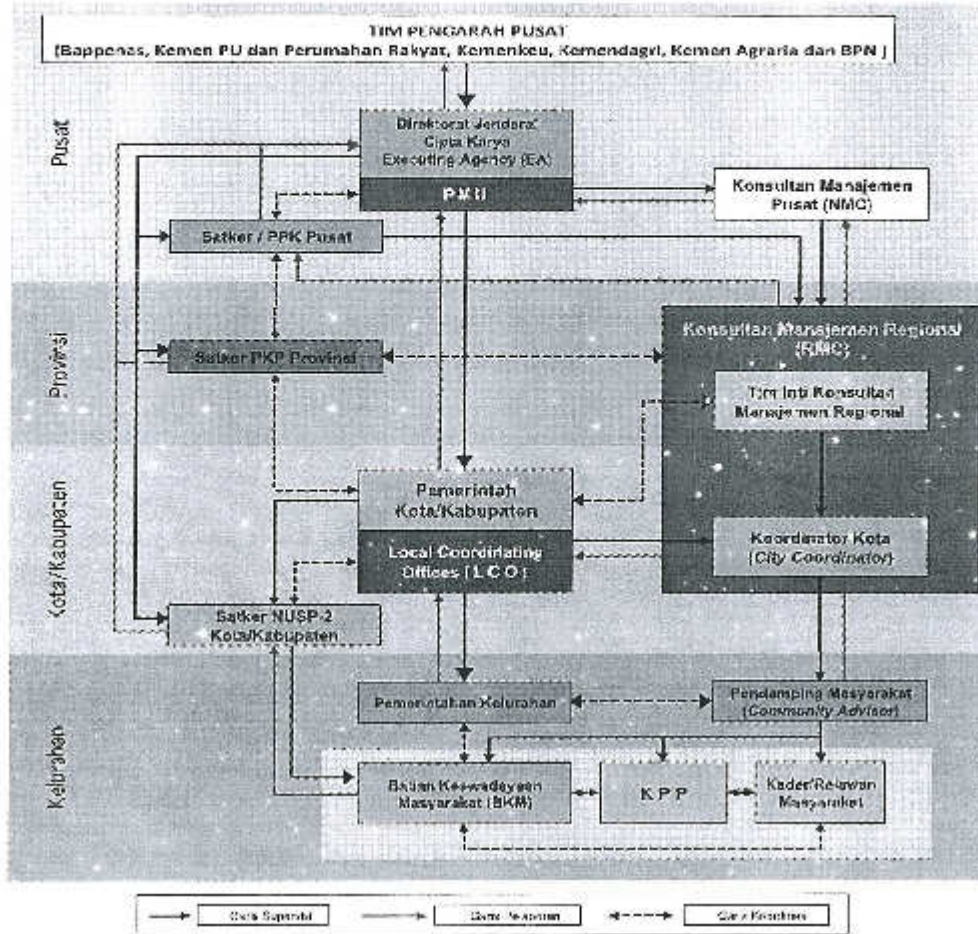 TIM PENGARAH PUSAT
(Bappenas, Kemen PU dan Perumahan Rakyat, Kemenkeu, Kemendagri, Kemen Agraria dan BPN )
Pusat
Direktorat Jenderal
Cipta Karya
Executing Agency (EA)
PMU
Konsultan Manajemen
Pusat (NMC)
Satker / PPK Pusat
Provinsi
Konsultan Manajemen Regional
(RMC)
Satker PKP Provinsi
Tim Inti Konsultan
Manajemen Regional
Kota/Kabupaten
Pemerintah
Kota/Kabupaten
Local Coordinating
Offices (LCO)
Koordinator Kota
(City Coordinator)
Satker NUSP-2
Kota/Kabupaten
Kelurahan
Pemerintahan Kelurahan
Pendamping Masyarakat
(Community Advisor)
Badan Keswadayaan
Masyarakat (BKM)
K P P
Kader/Relawan
Masyarakat
Garis Supervisi
Garis Pelaporan
Garis Koordinasi